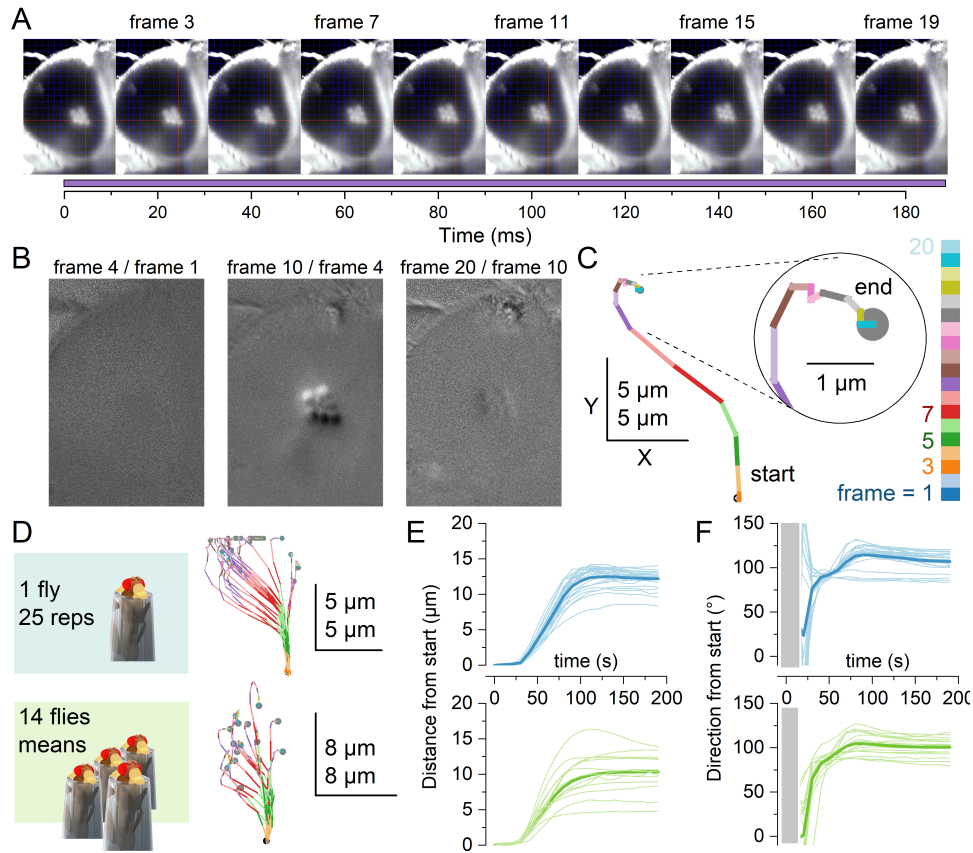 A
frame 3 frame 7 frame 11 frame 15 frame 19
0 20 40 60 80 100 120 140 160 180
Time (ms)
B
frame 4 / frame 1 frame 10 / frame 4 frame 20 / frame 10
C
20
end
1 µm
5 µm
5 µm
Y
X
7
5
3
start
frame = 1
D
1 fly
25 reps
5 µm
5 µm
14 flies
means
8 µm
8 µm
E
Distance from start (µm)
20
15
10
5
0
time (s)
0 50 100 150 200
20
15
10
5
0
F
Direction from start (°)
150
100
50
0
time (s)
0 50 100 150 200
150
100
50
0